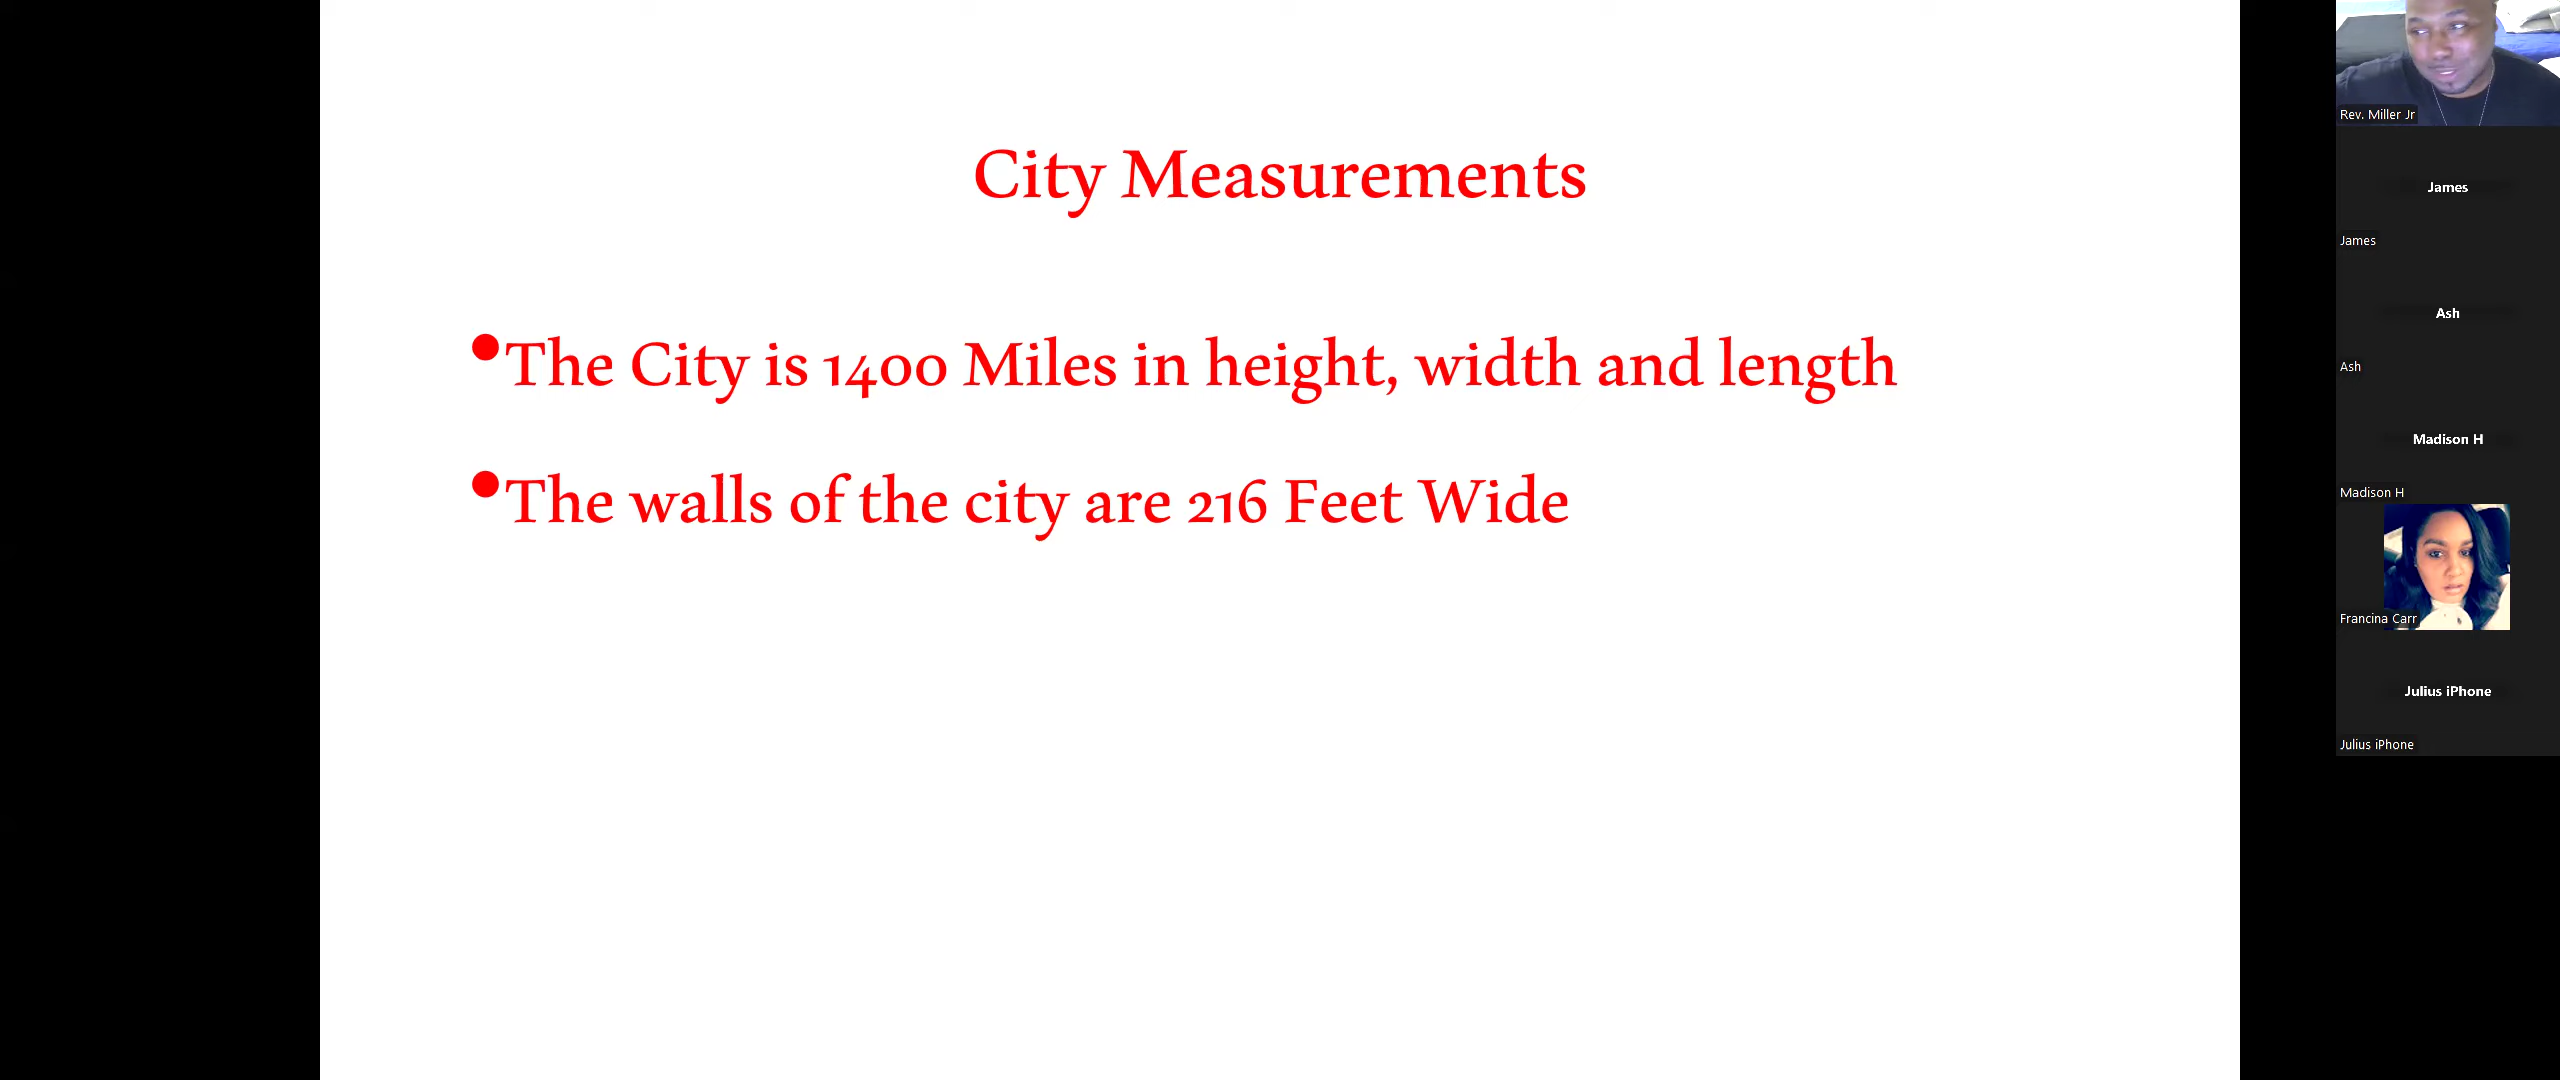 City Measurements
•The City is 1400 Miles in height, width and length
•The walls of the city are 216 Feet Wide
Rev. Miller Jr
James
James
Ash
Ash
Madison H
Madison H
Francina Carr
Julius iPhone
Julius iPhone